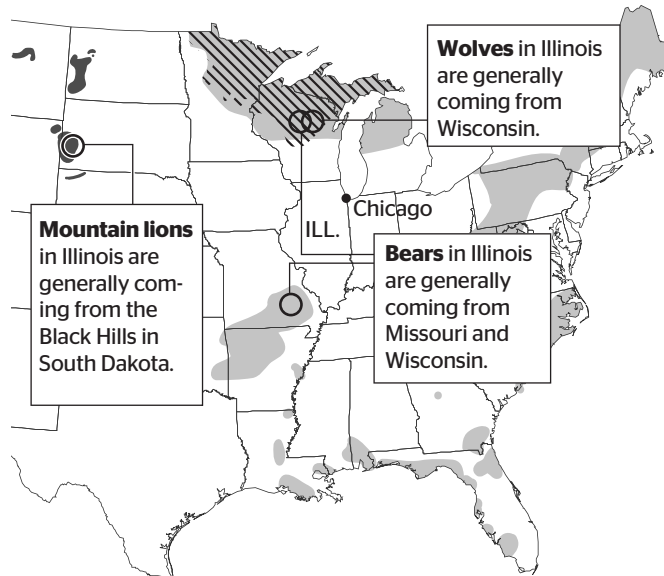 Wolves in Illinois
are generally
coming from
Wisconsin.
Chicago
ILL.
Mountain lions
in Illinois are
generally com-
ing from the
Black Hills in
South Dakota.
Bears in Illinois
are generally
coming from
Missouri and
Wisconsin.